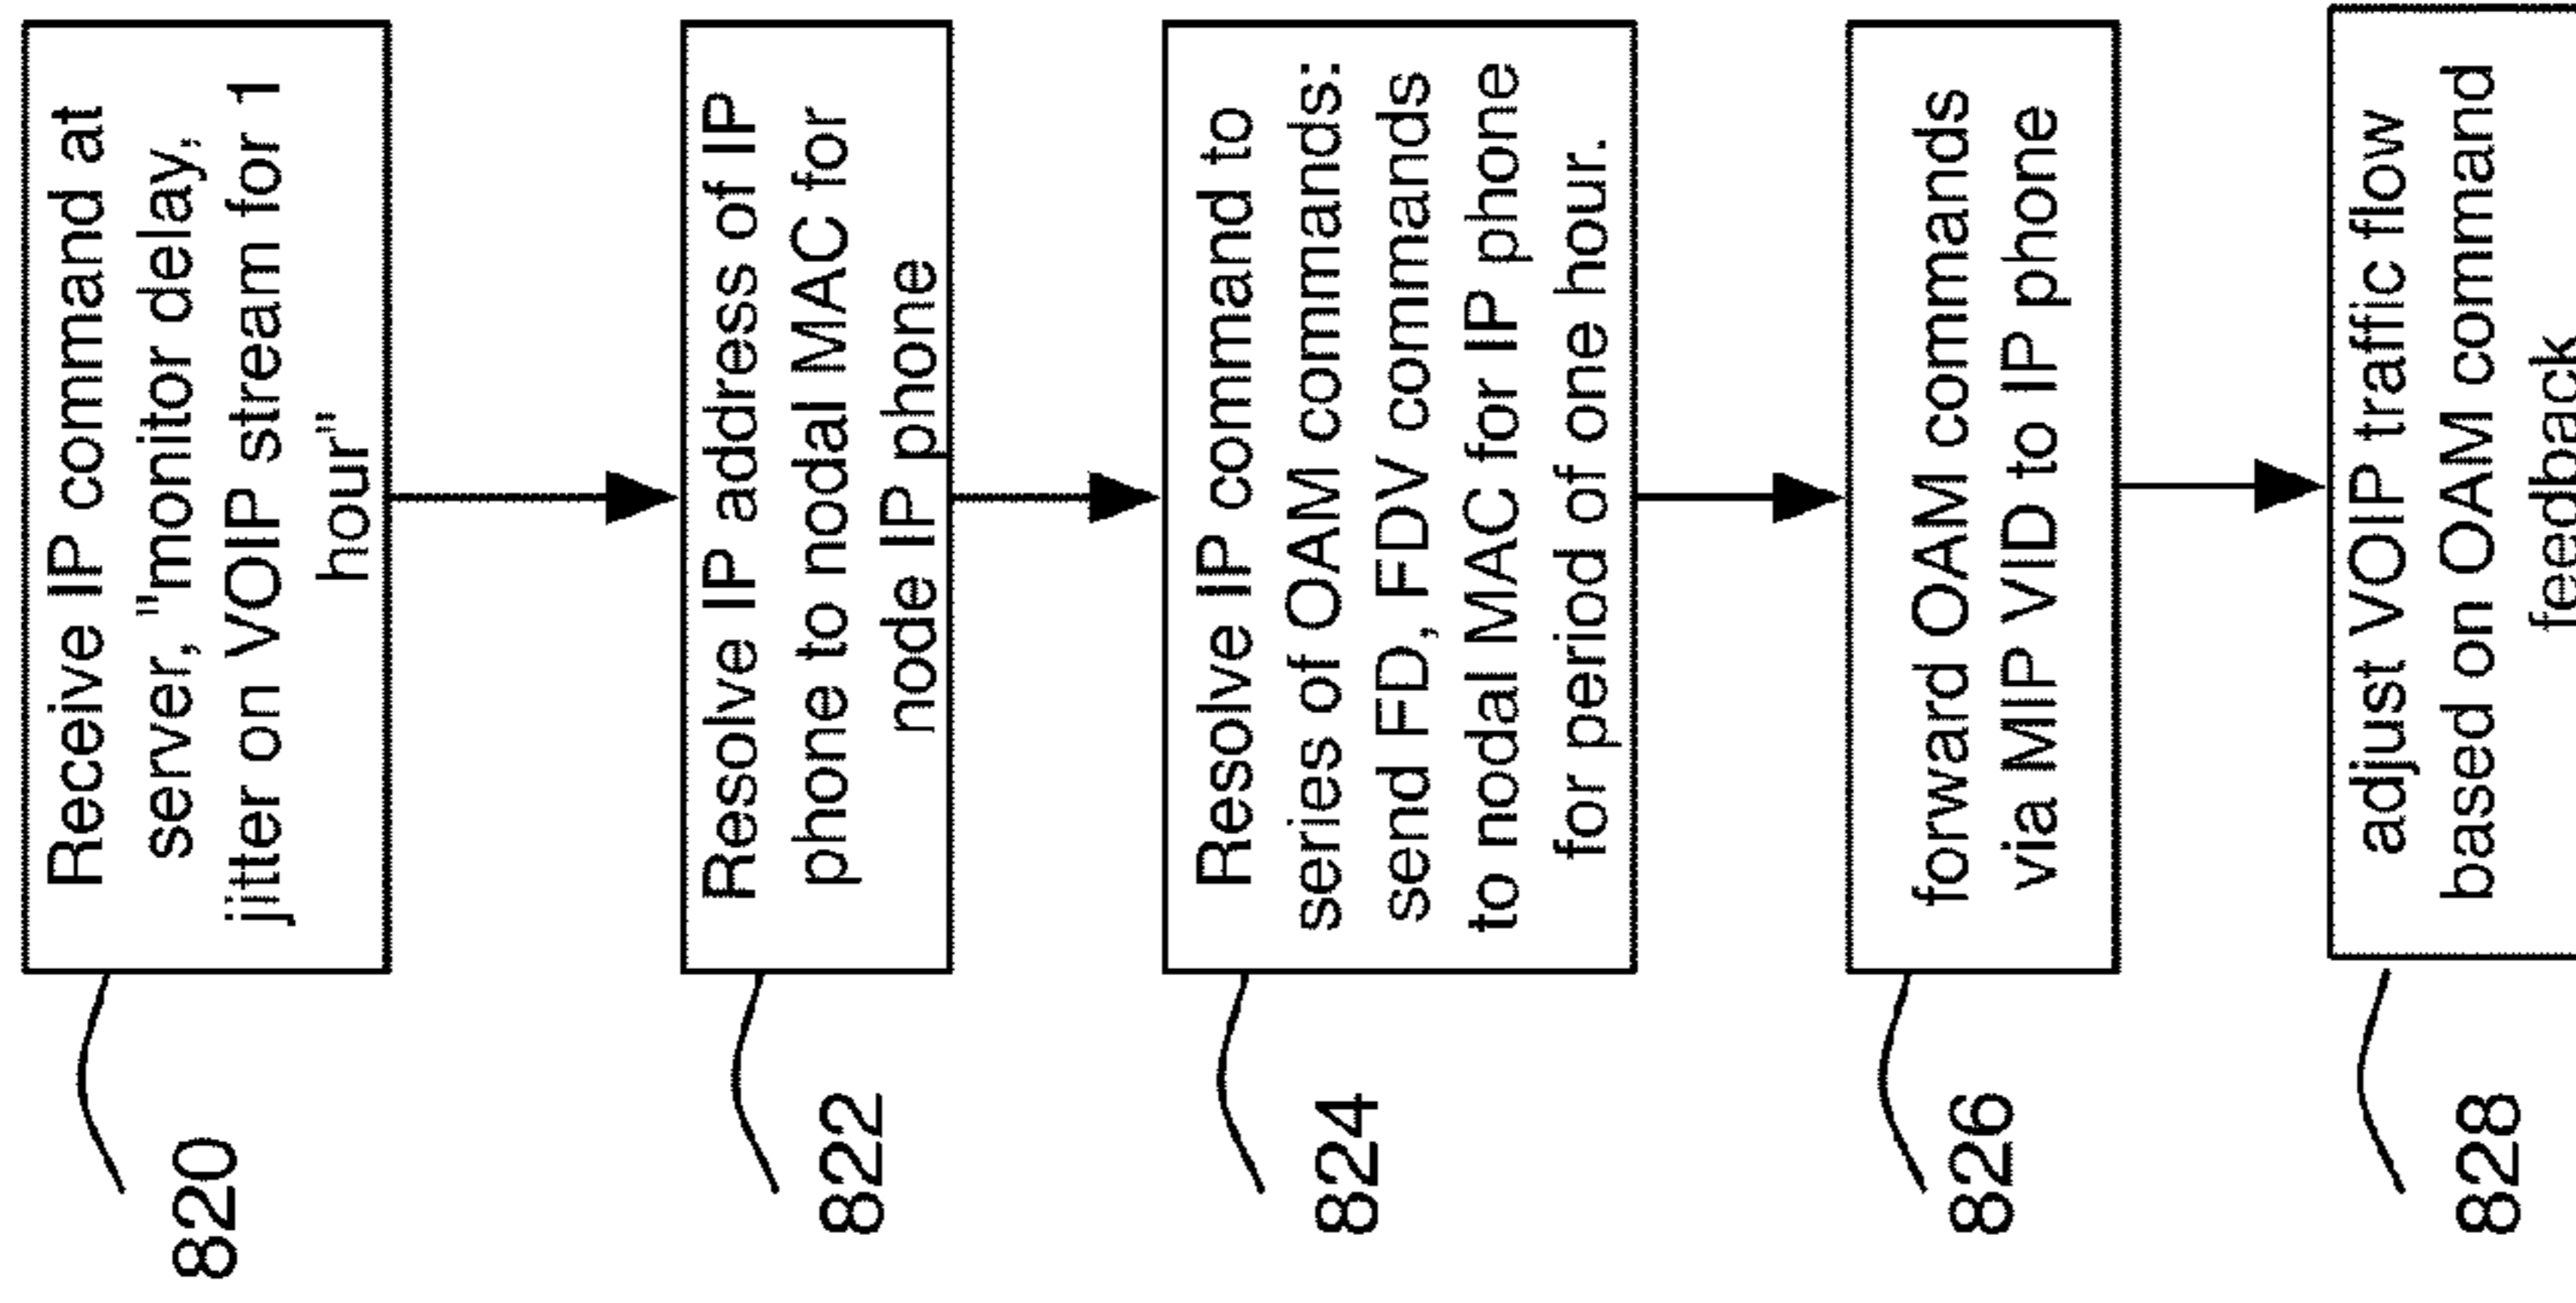 Receive IP command at
server, "monitor delay,
jitter on VOIP stream for 1
hour"
820
Resolve IP address of IP
phone to nodal MAC for
node IP phone
822
Resolve IP command to
series of OAM commands:
send FD, FDV commands
to nodal MAC for IP phone
for period of one hour.
824
forward OAM commands
via MIP VID to IP phone
826
adjust VOIP traffic flow
based on OAM command
feedback
828